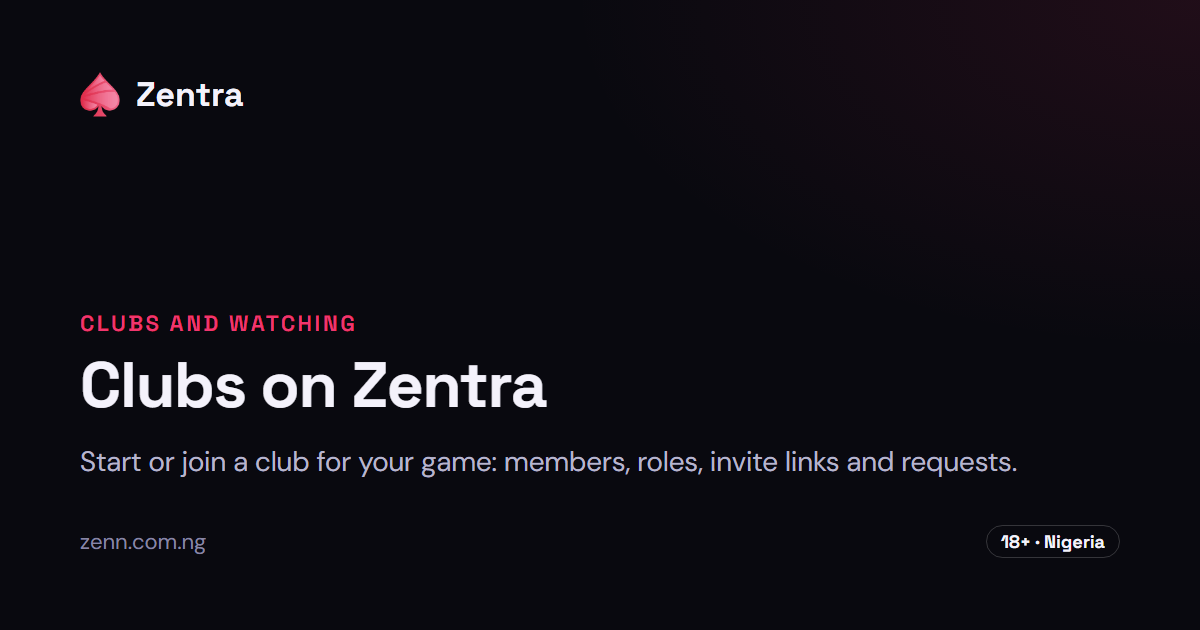 Zentra
CLUBS AND WATCHING
Clubs on Zentra
Start or join a club for your game: members, roles, invite links and requests.
zenn.com.ng
18+ · Nigeria